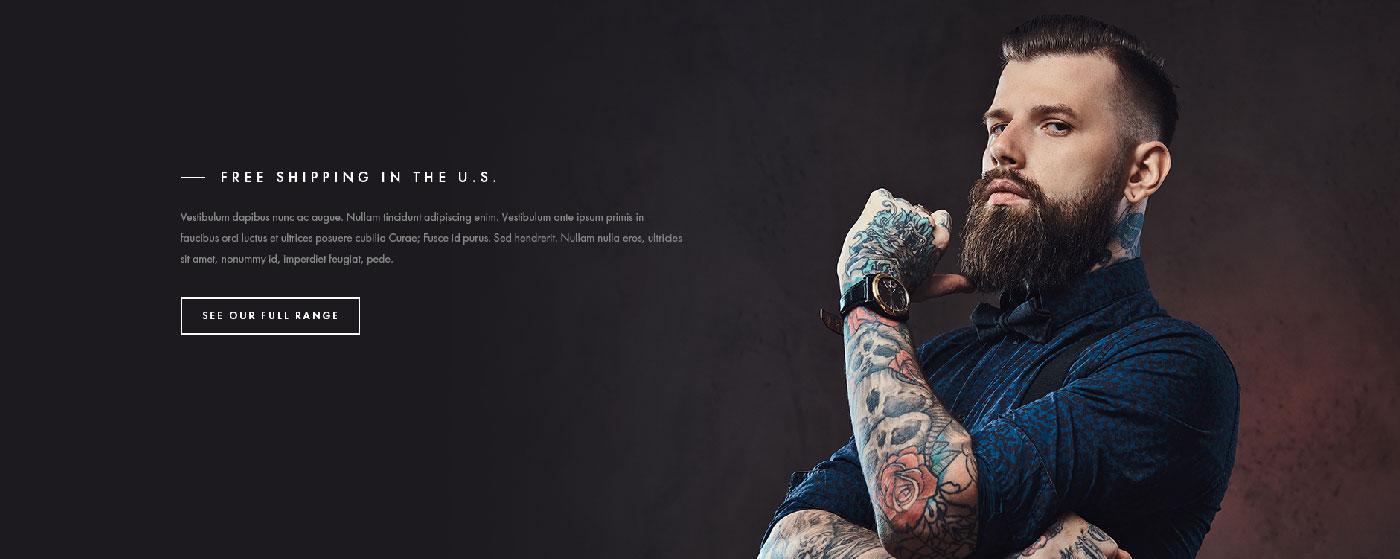 FREE SHIPPING IN THE U.S.
Vestibulum dapibus nunc ac augue. Nullam tincidunt adipiscing enim. Vestibulum ante ipsum primis in
faucibus orci luctus et ultrices posuere cubilia Curae; Fusce id purus. Sed hendrerit. Nullam nulla eros, ultricies
sit amet, nonummy id, imperdiet feugiat, pede.
SEE OUR FULL RANGE